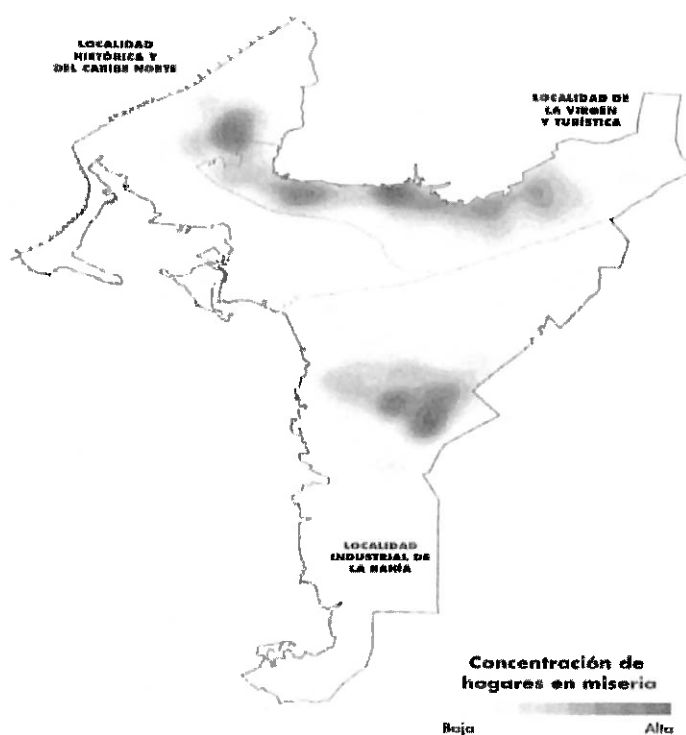 LOCALIDAD
HISTÓRICA Y
DEL CARIBE NORTE
LOCALIDAD DE
LA VIRGEN
Y TURÍSTICA
LOCALIDAD
INDUSTRIAL DE
LA BAHÍA
Concentración de
hogares en miseria
Baja
Alta